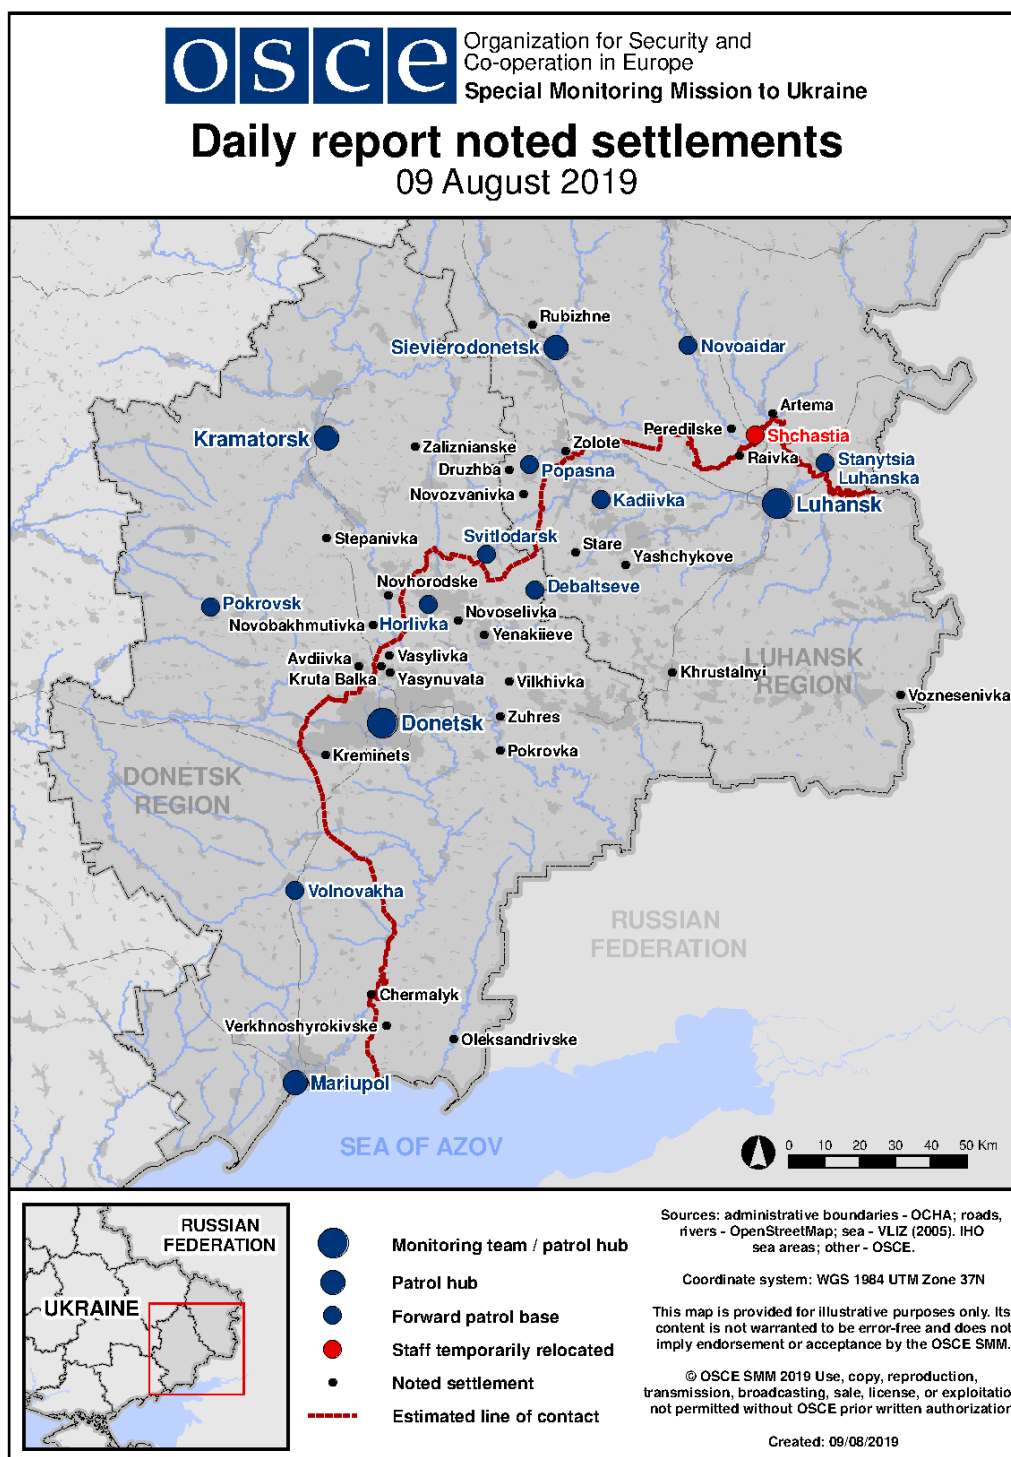 osce
Organization for Security and
Co-operation in Europe
Special Monitoring Mission to Ukraine
Daily report noted settlements
09 August 2019
Rubizhne
Sievierodonetsk
Novoaidar
Artema
Peredilske
Shchastia
Kramatorsk
Zolote
Zaliznianske
Raivka
Stanytsia
Luhanska
Druzhba
Popasna
Novozvanivka
Kadiivka
Luhansk
Svitlodarsk
Stepanivka
Stare
Yashchykove
Novhorodske
Debaltseve
Pokrovsk
Novobakhmutivka
Horlivka
Novoselivka
Yenakiieve
Avdiivka
Vasylivka
Kruta Balka
Yasynuvata
Vilkhivka
LUHANSK
REGION
Khrustalnyi
Voznesenivka
Donetsk
Zuhres
Kreminets
Pokrovka
DONETSK
REGION
Volnovakha
RUSSIAN
FEDERATION
Chermalyk
Verkhnoshyrokivske
Oleksandrivske
Mariupol
SEA OF AZOV
0 10 20 30 40 50 Km
RUSSIAN
FEDERATION
UKRAINE
Monitoring team / patrol hub
Patrol hub
Forward patrol base
Staff temporarily relocated
Noted settlement
Estimated line of contact
Sources: administrative boundaries - OCHA; roads,
rivers - OpenStreetMap; sea - VLIZ (2005). IHO
sea areas; other - OSCE.
Coordinate system: WGS 1984 UTM Zone 37N
This map is provided for illustrative purposes only. Its
content is not warranted to be error-free and does not
imply endorsement or acceptance by the OSCE SMM.
© OSCE SMM 2019 Use, copy, reproduction,
transmission, broadcasting, sale, license, or exploitatio
not permitted without OSCE prior written authorization
Created: 09/08/2019